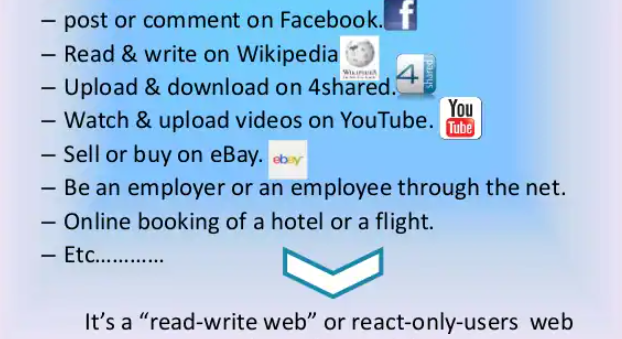 – post or comment on Facebook. f
– Read & write on Wikipedia WIKIPEDIA
– Upload & download on 4shared. 4 shared
– Watch & upload videos on YouTube. You Tube
– Sell or buy on eBay. ebay
– Be an employer or an employee through the net.
– Online booking of a hotel or a flight.
– Etc…………
It's a “read-write web” or react-only-users web